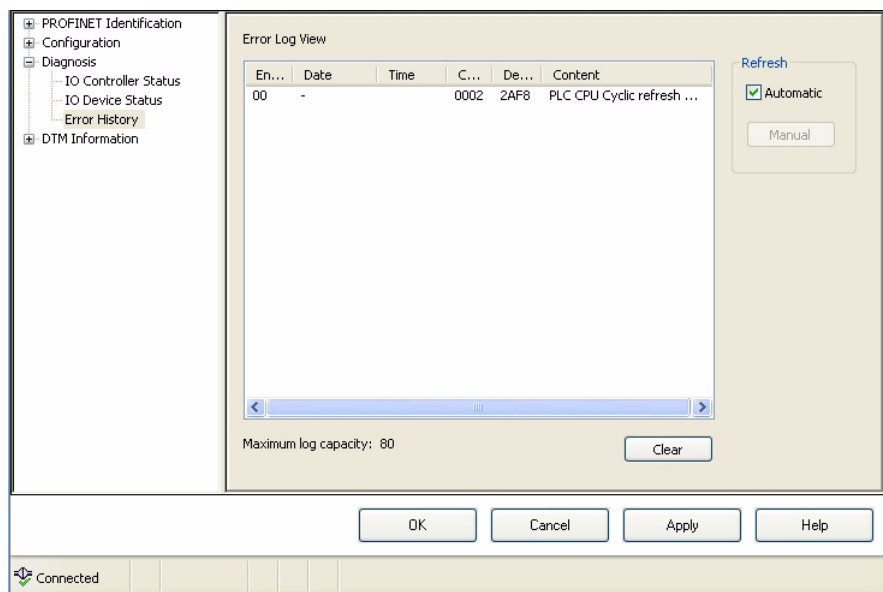 PROFINET Identification
Configuration
Diagnosis
IO Controller Status
IO Device Status
Error History
DTM Information
Error Log View
En... Date Time C... De... Content
00 - 0002 2AF8 PLC CPU Cyclic refresh ...
Maximum log capacity: 80
Clear
Refresh
Automatic
Manual
OK Cancel Apply Help
Connected